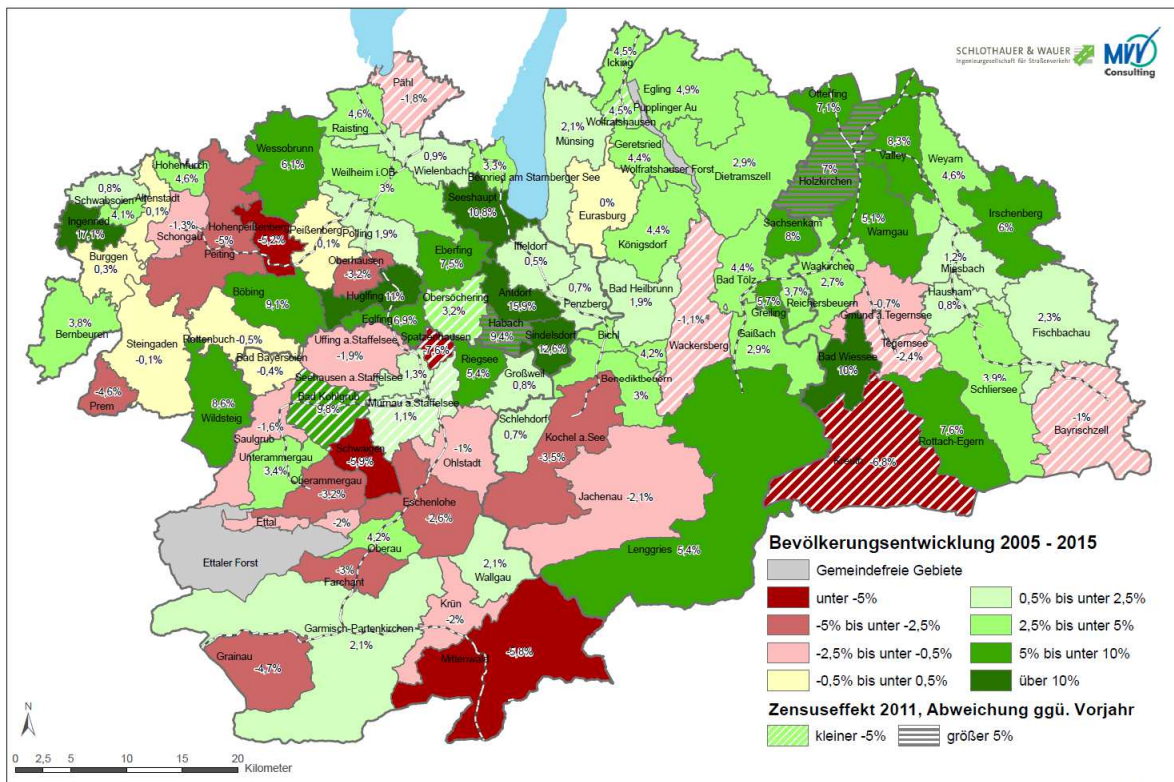 SCHLOTHAUER & WAUER
Ingenieurgesellschaft für Straßenverkehr
MVV
Consulting
Pähl
-1,8%
4,6%
Raisting
Wessobrunn
6,1%
Hohenfurch
4,6%
0,8%
Schwabsoien
4,1%
Altenstadt
-0,1%
Ingenried
17,1%
Burggen
0,3%
-1,3%
Schongau
Hohenpeißenberg
-5%
-5,2%
Peiting
Peißenberg
0,1%
Weilheim i.OB
3%
0,9%
Wielenbach
3,3%
Bernried am Starnberger See
Seeshaupt
10,8%
Polling
1,9%
Oberhausen
-3,2%
Eberfing
7,5%
Iffeldorf
0,5%
Huglfing
11%
Obersöchering
3,2%
Antdorf
15,9%
Habach
9,4%
Sindelsdorf
12,6%
0,7%
Penzberg
Bad Heilbrunn
1,9%
Bichl
4,2%
Benediktbeuern
3%
Eglfing
6,9%
Spatzenhausen
-7,6%
Riegsee
5,4%
Großweil
0,8%
Böbing
9,1%
3,8%
Bernbeuren
Steingaden
-0,1%
Rottenbuch
-0,5%
Bad Bayersoien
-0,4%
Uffing a.Staffelsee
-1,9%
Seehausen a.Staffelsee
1,3%
Bad Kohlgrub
9,8%
Murnau a.Staffelsee
1,1%
-4,6%
Prem
8,6%
Wildsteig
-1,6%
Saulgrub
Unterammergau
3,4%
Schwaigen
-5,9%
-1%
Ohlstadt
Schlehdorf
0,7%
Kochel a.See
-3,5%
Oberammergau
-3,2%
Eschenlohe
-2,6%
Jachenau -2,1%
Ettal
-2%
Ettaler Forst
4,2%
Oberau
-3%
Farchant
2,1%
Wallgau
Krün
-2%
Garmisch-Partenkirchen
2,1%
Grainau
-4,7%
Mittenwald
-5,8%
Lenggries
5,4%
4,5%
Icking
Egling
4,9%
Pupplinger Au
4,5%
Wolfratshausen
2,1%
Münsing
Geretsried
4,4%
Wolfratshauser Forst
2,9%
Dietramszell
0%
Eurasburg
4,4%
Königsdorf
-1,1%
Wackersberg
4,4%
Bad Tölz
5,7%
Greiling
Gaißach
2,9%
Sachsenkam
8%
Waakirchen
3,7%
2,7%
Reichersbeuern
Otterfing
7,1%
7%
Holzkirchen
8,3%
Valley
Weyarn
4,6%
5,1%
Warngau
Irschenberg
6%
1,2%
Miesbach
Hausham
0,8%
2,3%
Fischbachau
-0,7%
Gmund a.Tegernsee
Tegernsee
-2,4%
Bad Wiessee
10%
3,9%
Schliersee
-1%
Bayrischzell
7,6%
Rottach-Egern
Kreuth
-6,8%
Bevölkerungsentwicklung 2005 - 2015
Gemeindefreie Gebiete
unter -5%
-5% bis unter -2,5%
-2,5% bis unter -0,5%
-0,5% bis unter 0,5%
0,5% bis unter 2,5%
2,5% bis unter 5%
5% bis unter 10%
über 10%
Zensuseffekt 2011, Abweichung ggü. Vorjahr
kleiner -5%
größer 5%
N
0 2,5 5 10 15 20
Kilometer